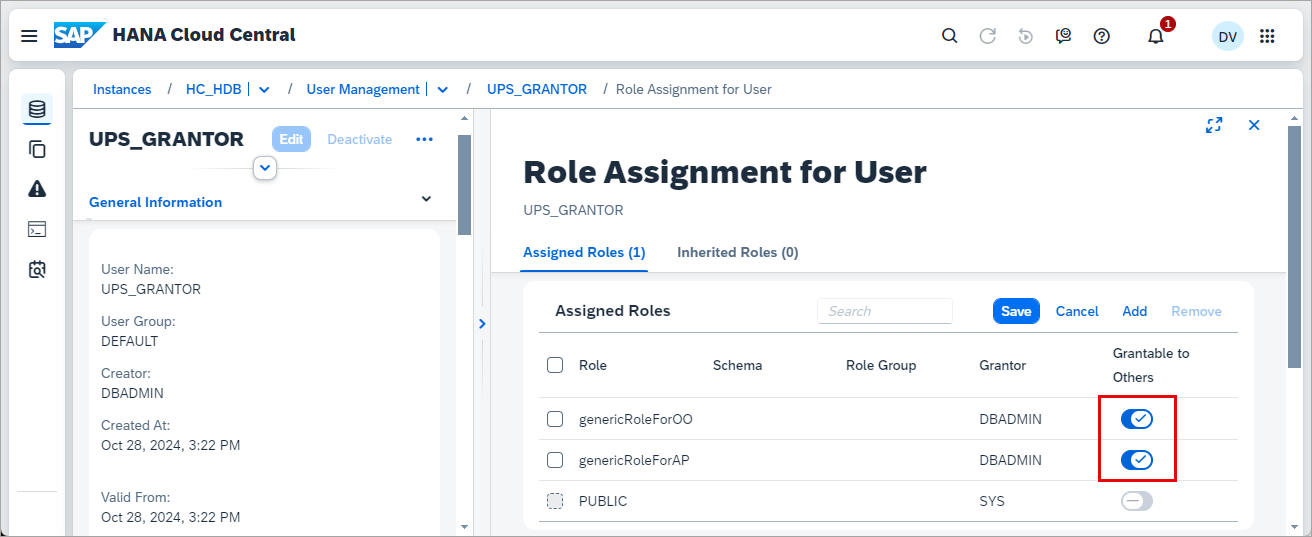 SAP HANA Cloud Central
1
DV
Instances / HC_HDB / User Management / UPS_GRANTOR / Role Assignment for User
UPS_GRANTOR Edit Deactivate
General Information
User Name:
UPS_GRANTOR
User Group:
DEFAULT
Creator:
DBADMIN
Created At:
Oct 28, 2024, 3:22 PM
Valid From:
Oct 28, 2024, 3:22 PM
Role Assignment for User
UPS_GRANTOR
Assigned Roles (1) Inherited Roles (0)
Assigned Roles Search Save Cancel Add Remove
Role Schema Role Group Grantor Grantable to
Others
genericRoleForOO DBADMIN
genericRoleForAP DBADMIN
PUBLIC SYS